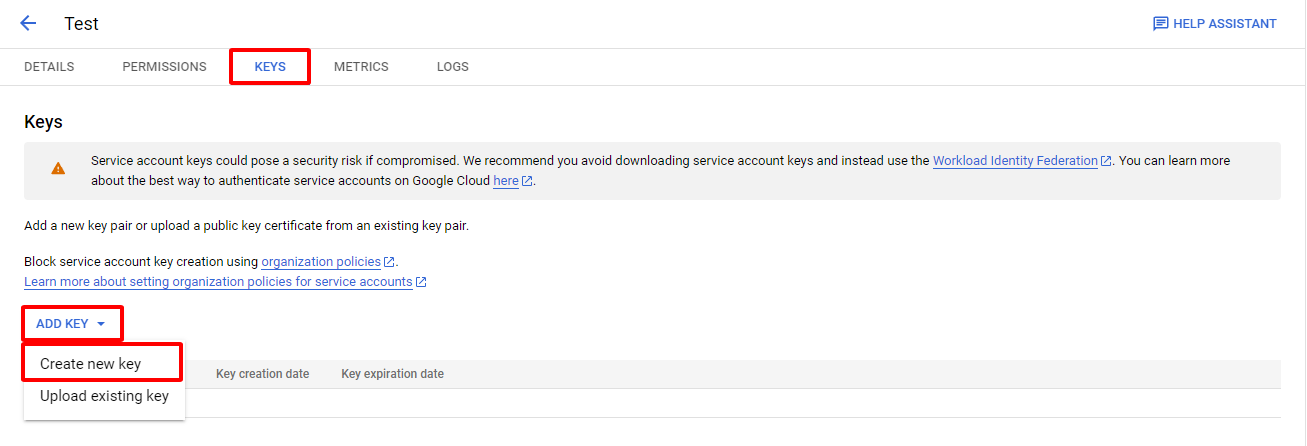 Test
HELP ASSISTANT
DETAILS PERMISSIONS KEYS METRICS LOGS
Keys
Service account keys could pose a security risk if compromised. We recommend you avoid downloading service account keys and instead use the Workload Identity Federation. You can learn more
about the best way to authenticate service accounts on Google Cloud here.
Add a new key pair or upload a public key certificate from an existing key pair.
Block service account key creation using organization policies.
Learn more about setting organization policies for service accounts
ADD KEY
Create new key
Key creation date Key expiration date
Upload existing key